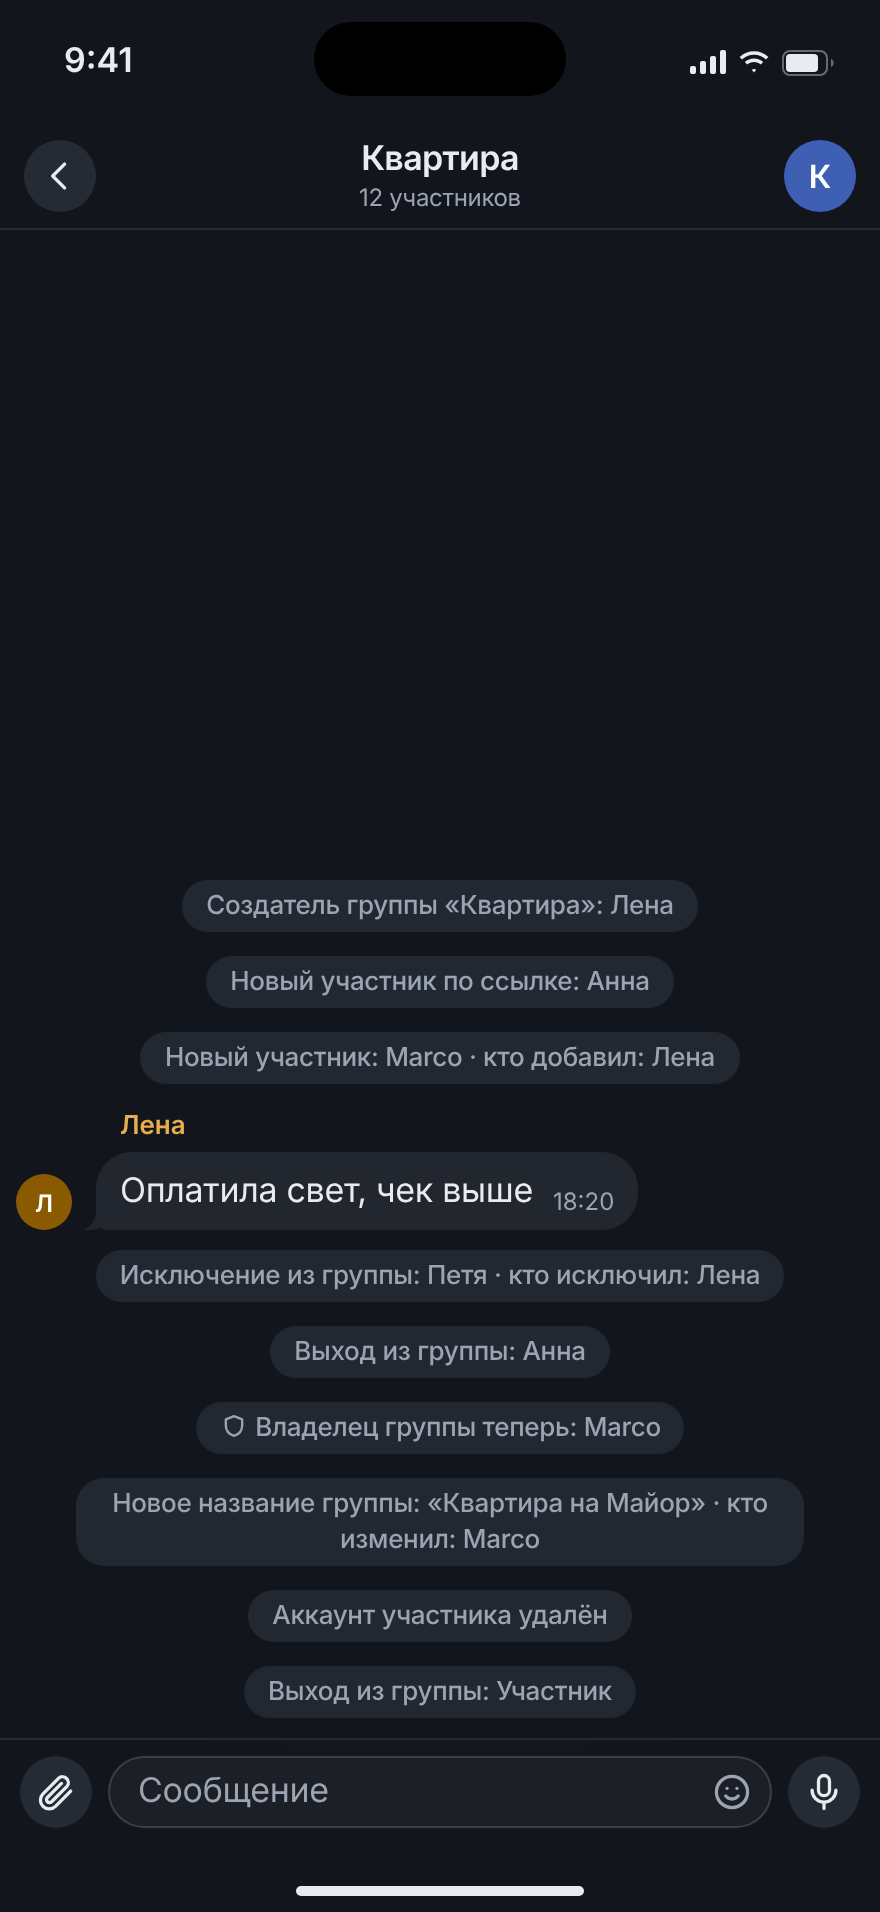 9:41
Квартира
12 участников
К
Создатель группы «Квартира»: Лена
Новый участник по ссылке: Анна
Новый участник: Marco · кто добавил: Лена
Лена
Л
Оплатила свет, чек выше 18:20
Исключение из группы: Петя · кто исключил: Лена
Выход из группы: Анна
Владелец группы теперь: Marco
Новое название группы: «Квартира на Майор» · кто
изменил: Marco
Аккаунт участника удалён
Выход из группы: Участник
Сообщение